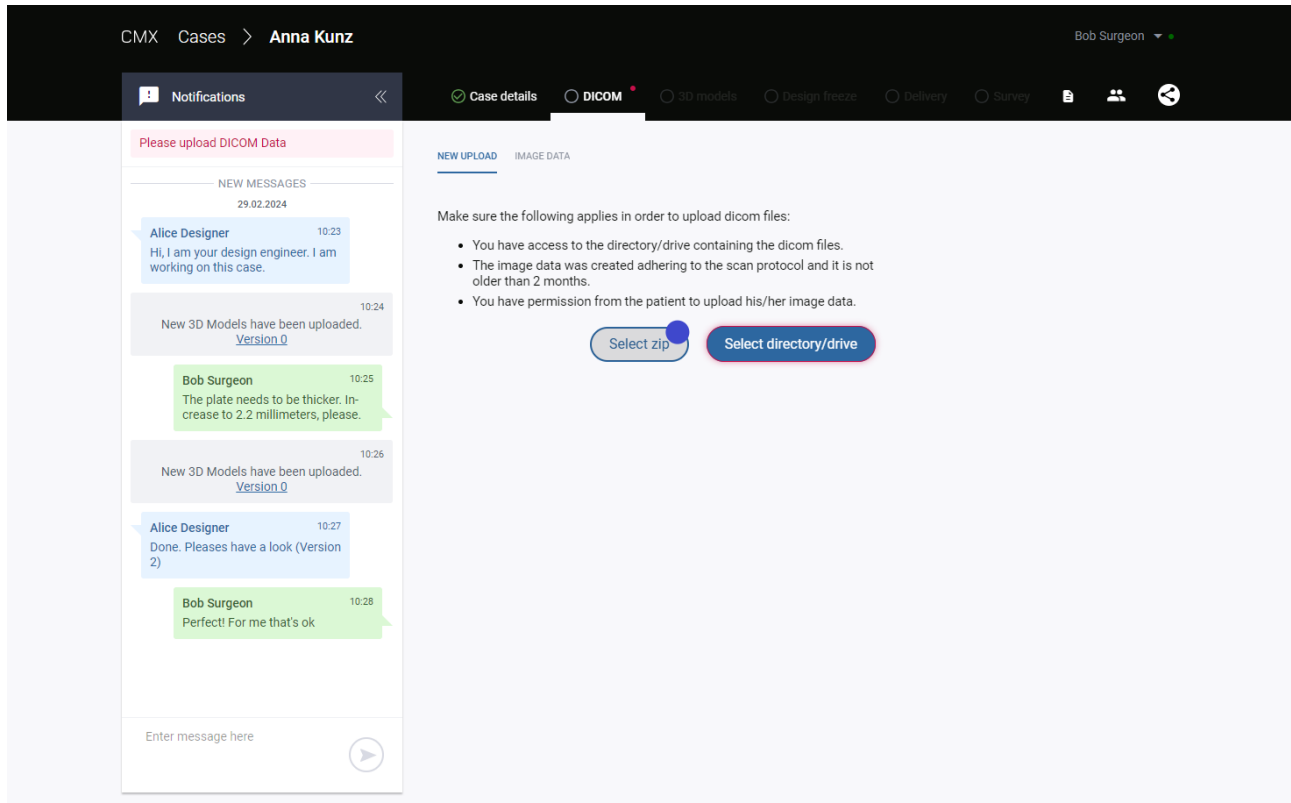 CMX Cases > Anna Kunz
Bob Surgeon
Notifications
Case details
DICOM
3D models
Design freeze
Delivery
Survey
Please upload DICOM Data
NEW MESSAGES
29.02.2024
Alice Designer 10:23
Hi, I am your design engineer. I am
working on this case.
10:24
New 3D Models have been uploaded.
Version 0
Bob Surgeon 10:25
The plate needs to be thicker. In-
crease to 2.2 millimeters, please.
10:26
New 3D Models have been uploaded.
Version 0
Alice Designer 10:27
Done. Pleases have a look (Version
2)
Bob Surgeon 10:28
Perfect! For me that's ok
Enter message here
NEW UPLOAD
IMAGE DATA
Make sure the following applies in order to upload dicom files:
• You have access to the directory/drive containing the dicom files.
• The image data was created adhering to the scan protocol and it is not
older than 2 months.
• You have permission from the patient to upload his/her image data.
Select zip
Select directory/drive